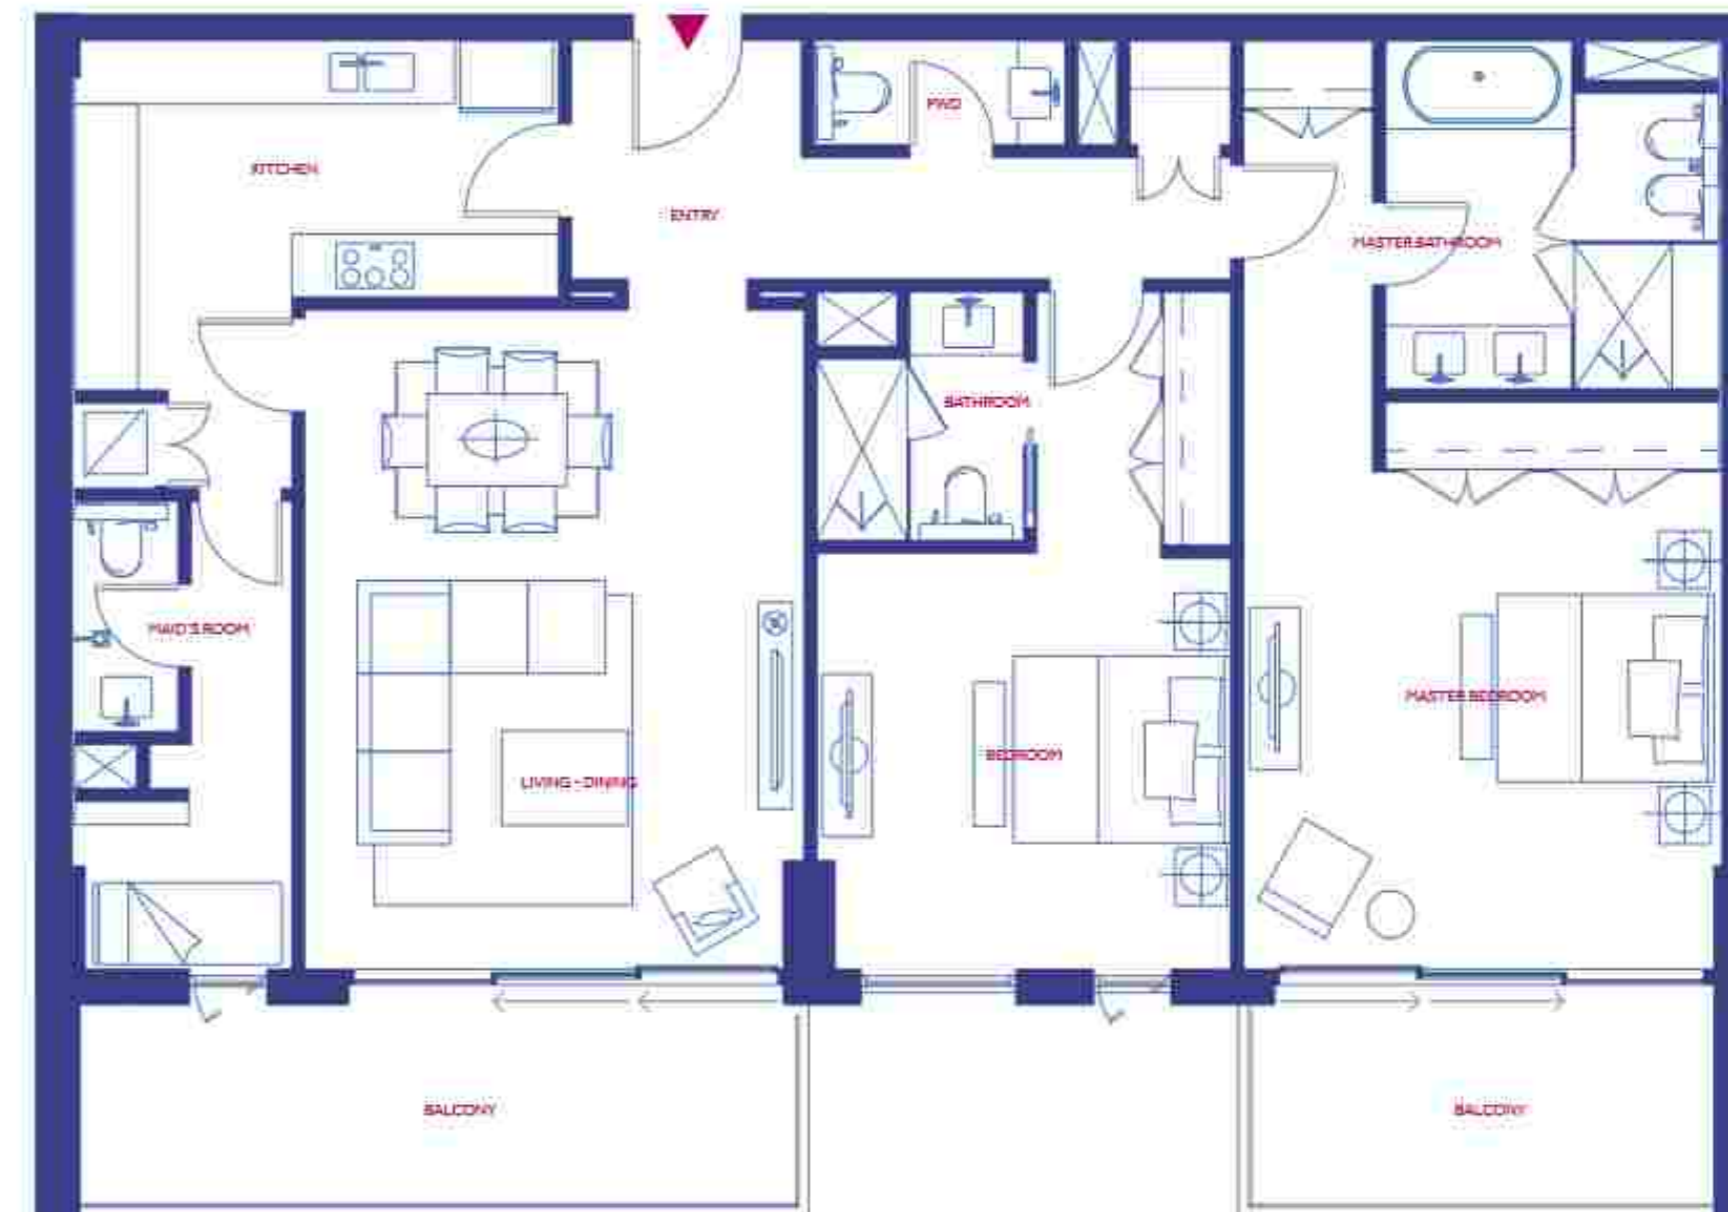 KITCHEN
PWD
ENTRY
MASTER BATHROOM
BATHROOM
MAID'S ROOM
MASTER BEDROOM
BEDROOM
LIVING - DINING
BALCONY
BALCONY